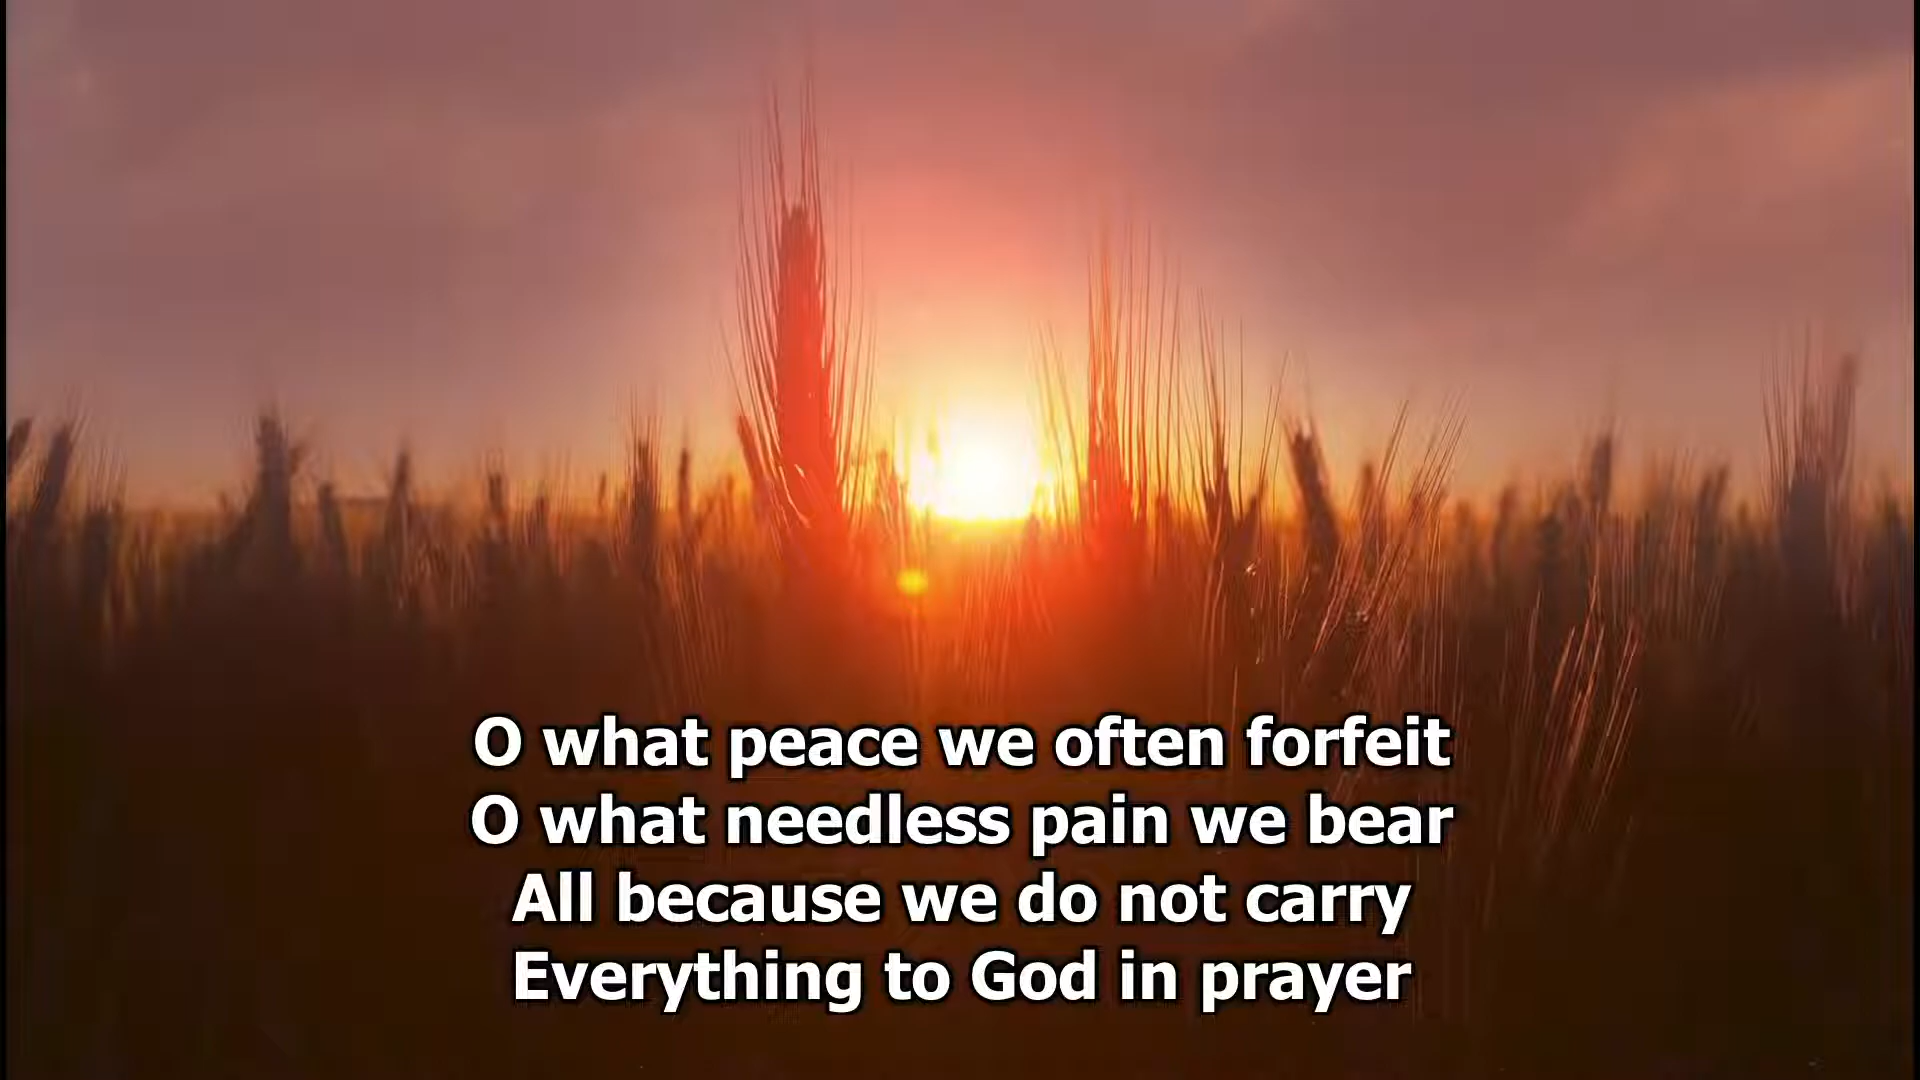 O what peace we often forfeit
O what needless pain we bear
All because we do not carry
Everything to God in prayer